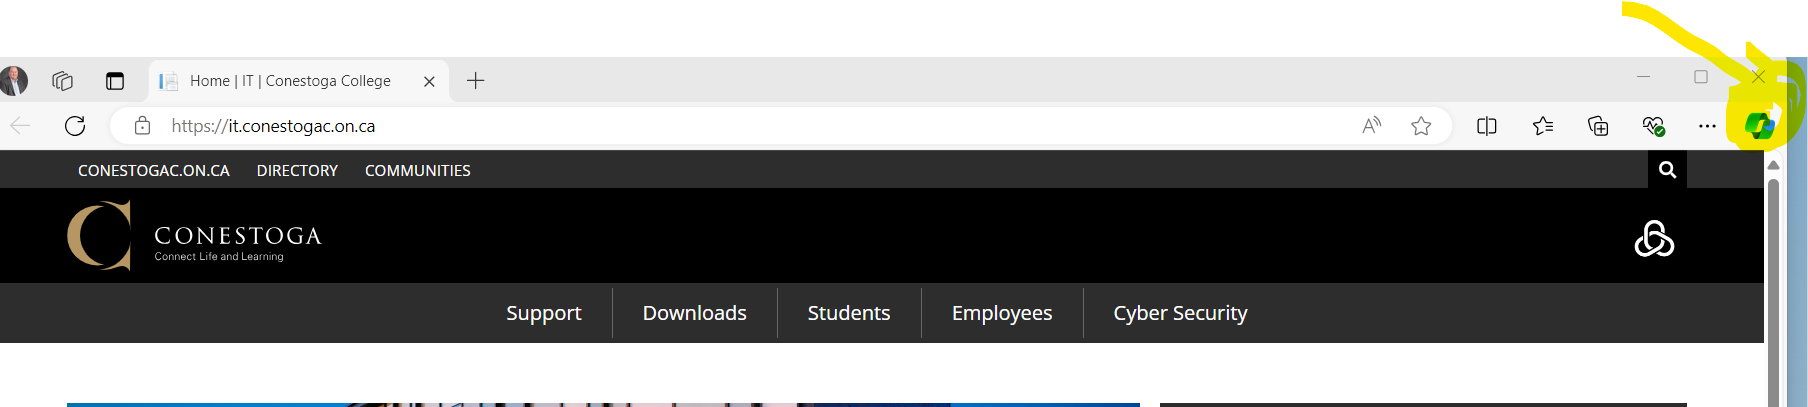 Home | IT | Conestoga College
https://it.conestogac.on.ca
CONESTOGAC.ON.CA DIRECTORY COMMUNITIES
CONESTOGA
Connect Life and Learning
Support Downloads Students Employees Cyber Security